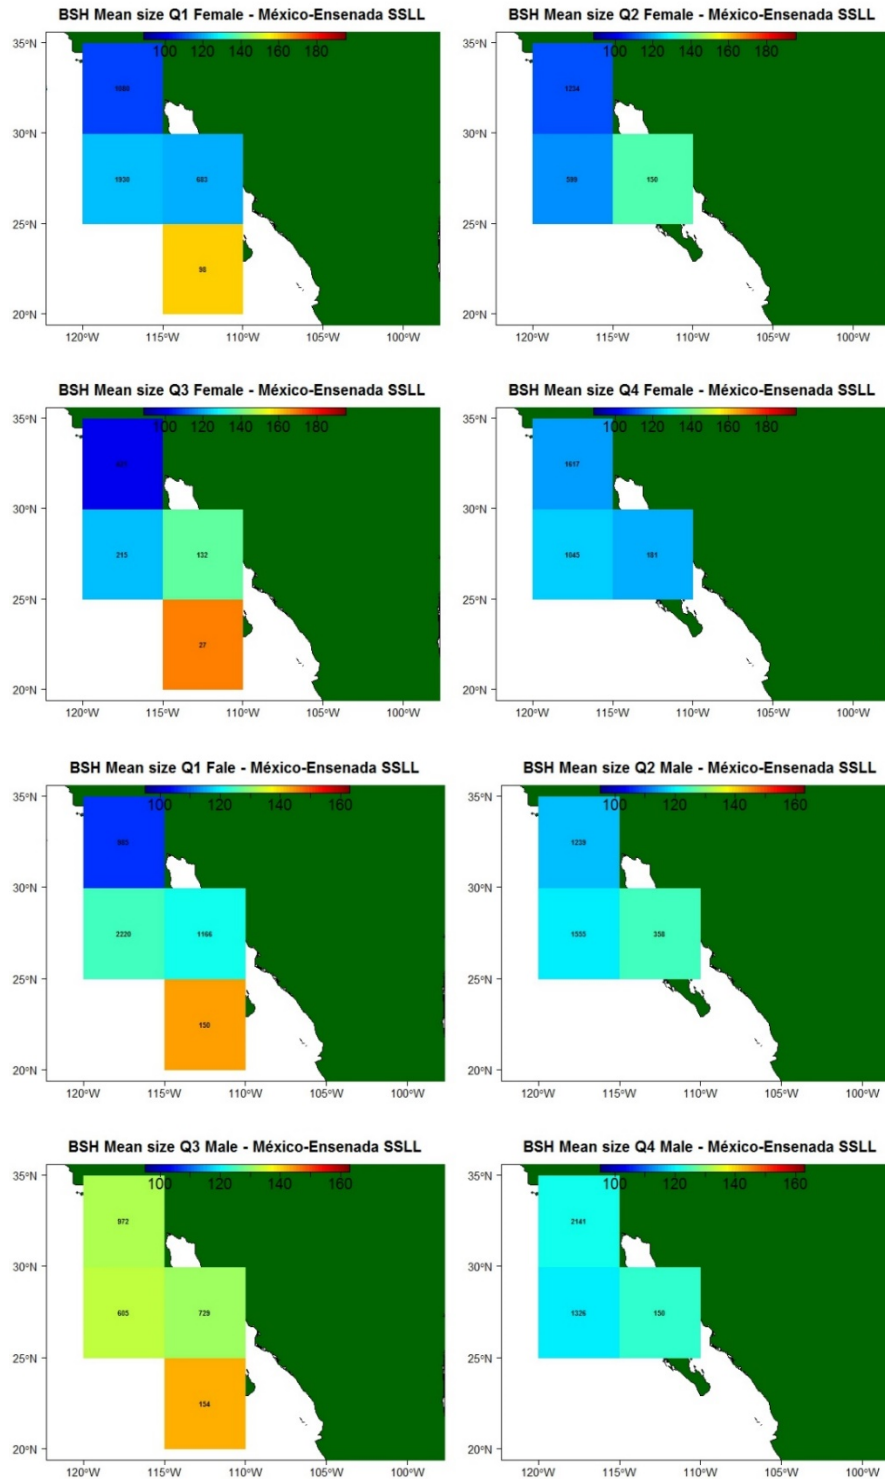 BSH Mean size Q1 Female - México-Ensenada SSLL
100 120 140 160 180
35°N
30°N
25°N
20°N
1930
683
120°W 115°W 110°W 105°W 100°W
BSH Mean size Q2 Female - México-Ensenada SSLL
100 120 140 160 180
35°N
30°N
25°N
20°N
1234
150
120°W 115°W 110°W 105°W 100°W
BSH Mean size Q3 Female - México-Ensenada SSLL
100 120 140 160 180
35°N
30°N
25°N
20°N
215
132
27
120°W 115°W 110°W 105°W 100°W
BSH Mean size Q4 Female - México-Ensenada SSLL
100 120 140 160 180
35°N
30°N
25°N
20°N
1617
1045
181
120°W 115°W 110°W 105°W 100°W
BSH Mean size Q1 Fale - México-Ensenada SSLL
100 120 140 160
35°N
30°N
25°N
20°N
2220
1166
150
120°W 115°W 110°W 105°W 100°W
BSH Mean size Q2 Male - México-Ensenada SSLL
100 120 140 160
35°N
30°N
25°N
20°N
1239
1555
358
120°W 115°W 110°W 105°W 100°W
BSH Mean size Q3 Male - México-Ensenada SSLL
100 120 140 160
35°N
30°N
25°N
20°N
972
605
729
154
120°W 115°W 110°W 105°W 100°W
BSH Mean size Q4 Male - México-Ensenada SSLL
100 120 140 160
35°N
30°N
25°N
20°N
2141
1326
150
120°W 115°W 110°W 105°W 100°W